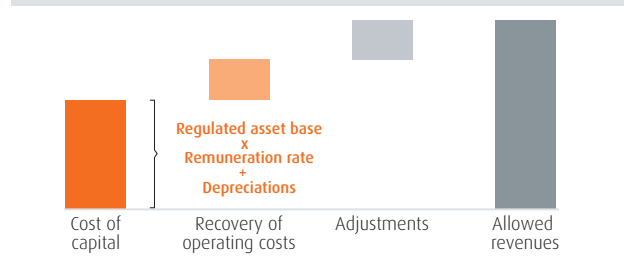 Regulated asset base
x
Remuneration rate
+
Depreciations
Cost of
capital
Recovery of
operating costs
Adjustments
Allowed
revenues